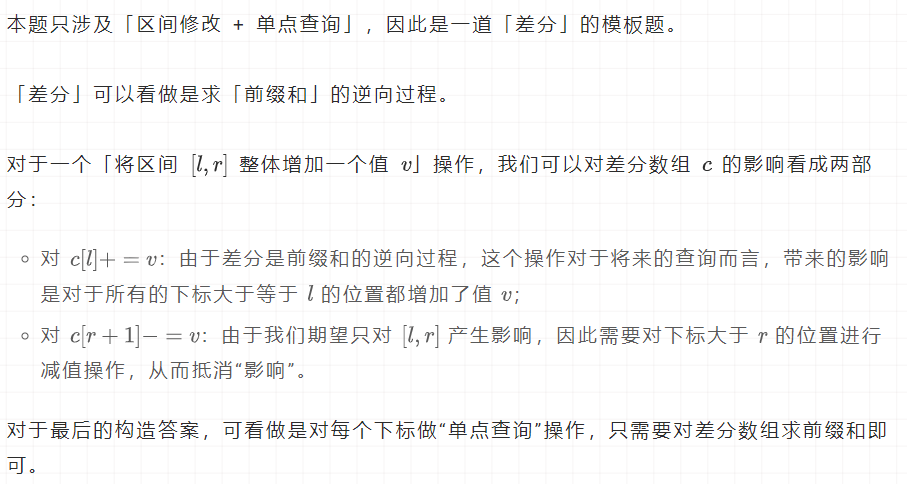 本题只涉及「区间修改 + 单点查询」，因此是一道「差分」的模板题。
「差分」可以看做是求「前缀和」的逆向过程。
对于一个「将区间 [l,r] 整体增加一个值 v」操作，我们可以对差分数组 c 的影响看成两部
分：
○ 对 c[l]+ = v：由于差分是前缀和的逆向过程，这个操作对于将来的查询而言，带来的影响
是对于所有的下标大于等于 l 的位置都增加了值 v；
○ 对 c[r + 1]− = v：由于我们期望只对 [l,r] 产生影响，因此需要对下标大于 r 的位置进行
减值操作，从而抵消“影响”。
对于最后的构造答案，可看做是对每个下标做“单点查询”操作，只需要对差分数组求前缀和即
可。